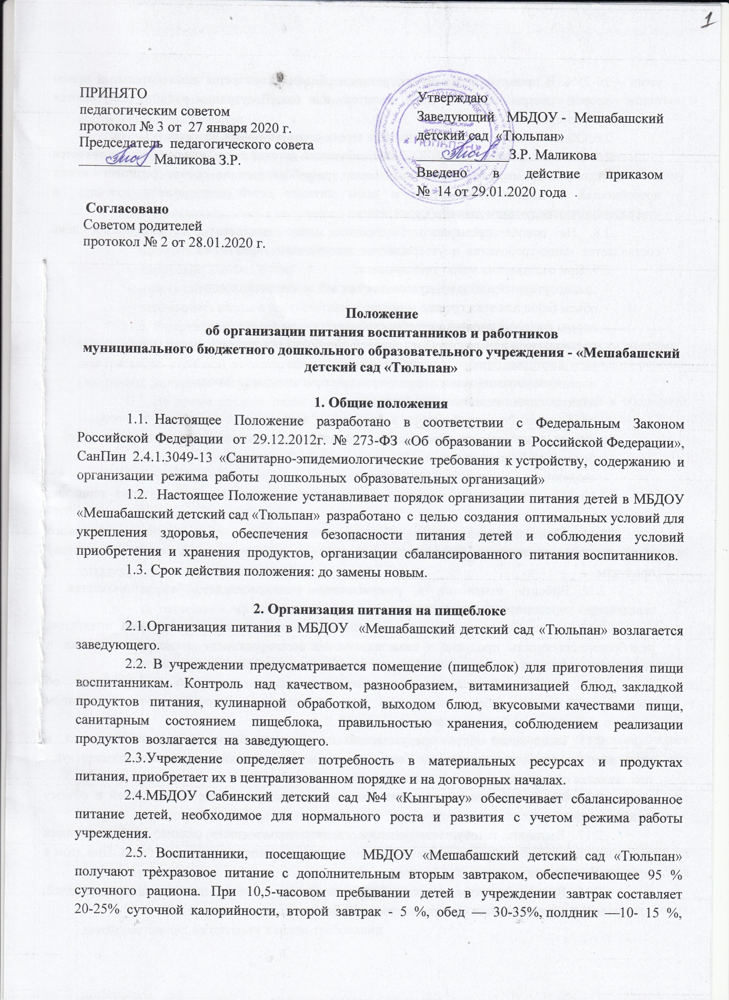 1
ПРИНЯТО
педагогическим советом
протокол № 3 от 27 января 2020 г.
Председатель педагогического совета
__________ Маликова З.Р.
Утверждаю
Заведующий МБДОУ - Мешабашский
детский сад «Тюльпан»
_____________З.Р. Маликова
Введено в действие приказом
№ 14 от 29.01.2020 года
Согласовано
Советом родителей
протокол № 2 от 28.01.2020 г.
Положение
об организации питания воспитанников и работников
муниципального бюджетного дошкольного образовательного учреждения - «Мешабашский
детский сад «Тюльпан»
1. Общие положения
1.1. Настоящее Положение разработано в соответствии с Федеральным Законом
Российской Федерации от 29.12.2012г. № 273-ФЗ «Об образовании в Российской Федерации»,
СанПин 2.4.1.3049-13 «Санитарно-эпидемиологические требования к устройству, содержанию и
организации режима работы дошкольных образовательных организаций»
1.2. Настоящее Положение устанавливает порядок организации питания детей в МБДОУ
«Мешабашский детский сад «Тюльпан» разработано с целью создания оптимальных условий для
укрепления здоровья, обеспечения безопасности питания детей и соблюдения условий
приобретения и хранения продуктов, организации сбалансированного питания воспитанников.
1.3. Срок действия положения: до замены новым.
2. Организация питания на пищеблоке
2.1.Организация питания в МБДОУ «Мешабашский детский сад «Тюльпан» возлагается
заведующего.
2.2. В учреждении предусматривается помещение (пищеблок) для приготовления пищи
воспитанникам. Контроль над качеством, разнообразием, витаминизацией блюд, закладкой
продуктов питания, кулинарной обработкой, выходом блюд, вкусовыми качествами пищи,
санитарным состоянием пищеблока, правильностью хранения, соблюдением реализации
продуктов возлагается на заведующего.
2.3.Учреждение определяет потребность в материальных ресурсах и продуктах
питания, приобретает их в централизованном порядке и на договорных началах.
2.4.МБДОУ Сабинский детский сад №4 «Кынгырау» обеспечивает сбалансированное
питание детей, необходимое для нормального роста и развития с учетом режима работы
учреждения.
2.5. Воспитанники, посещающие МБДОУ «Мешабашский детский сад «Тюльпан»
получают трѐхразовое питание с дополнительным вторым завтраком, обеспечивающее 95 %
суточного рациона. При 10,5-часовом пребывании детей в учреждении завтрак составляет
20-25% суточной калорийности, второй завтрак - 5 %, обед — 30-35%, полдник —10- 15 %,